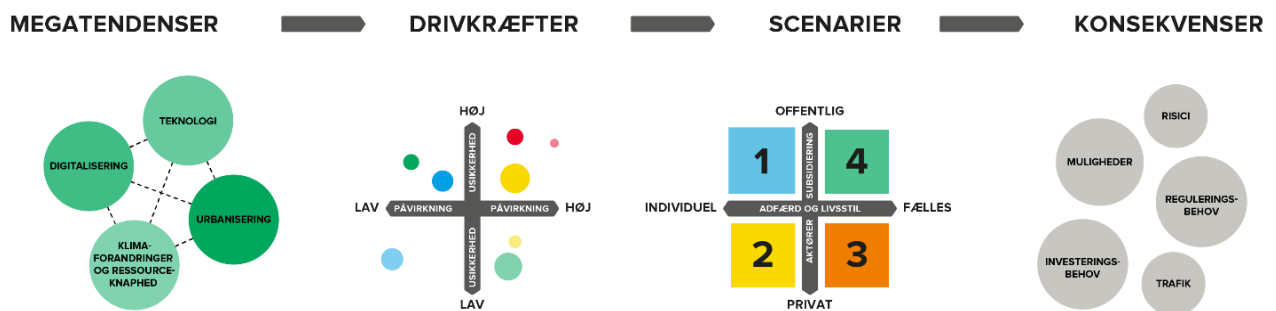 MEGATENDENSER
DRIVKRÆFTER
SCENARIER
KONSEKVENSER
TEKNOLOGI
DIGITALISERING
URBANISERING
KLIMA-
FORANDRINGER
OG RESSOURCE-
KNAPHED
HØJ
USIKKERHED
LAV
PÅVIRKNING
PÅVIRKNING
HØJ
USIKKERHED
LAV
OFFENTLIG
1
SUBSIDIERING
4
INDIVIDUEL
ADFÆRD OG LIVSSTIL
FÆLLES
2
AKTØRER
3
PRIVAT
RISICI
MULIGHEDER
REGULERINGS-
BEHOV
INVESTERINGS-
BEHOV
TRAFIK